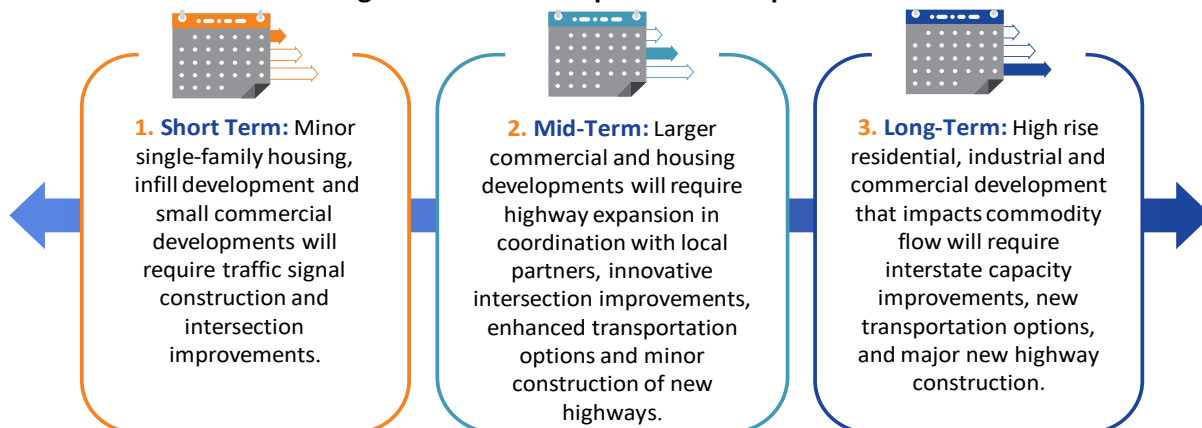 1. Short Term: Minor
single-family housing,
infill development and
small commercial
developments will
require traffic signal
construction and
intersection
improvements.
2. Mid-Term: Larger
commercial and housing
developments will require
highway expansion in
coordination with local
partners, innovative
intersection improvements,
enhanced transportation
options and minor
construction of new
highways.
3. Long-Term: High rise
residential, industrial and
commercial development
that impacts commodity
flow will require
interstate capacity
improvements, new
transportation options,
and major new highway
construction.